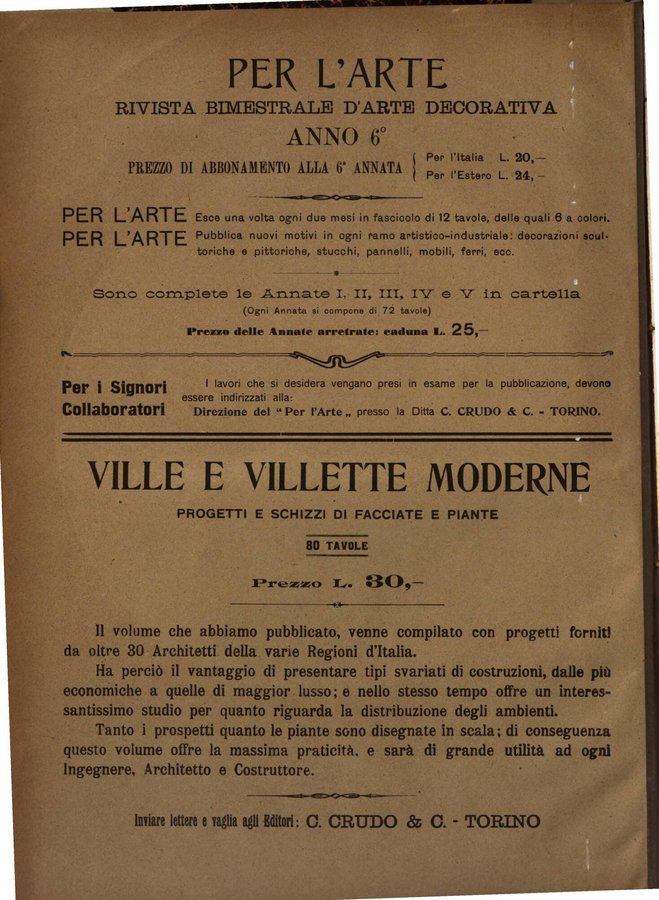 PER L'ARTE
RIVISTA BIMESTRALE D'ARTE DECORATIVA
ANNO 6°
PREZZO DI ABBONAMENTO ALLA 6ª ANNATA { Per l'Italia L. 20,—
Per l'Estero L. 24,—
PER L'ARTE Esce una volta ogni due mesi in fascicolo di 12 tavole, delle quali 6 a colori.
PER L'ARTE Pubblica nuovi motivi in ogni ramo artistico-industriale: decorazioni scul-
toriche e pittoriche, stucchi, pannelli, mobili, ferri, ecc.
Sono complete le Annate I, II, III, IV e V in cartella
(Ogni Annata si compone di 72 tavole)
Prezzo delle Annate arretrate: caduna L. 25,—
Per i Signori
Collaboratori
I lavori che si desidera vengano presi in esame per la pubblicazione, devono
essere indirizzati alla:
Direzione del "Per l'Arte„ presso la Ditta C. CRUDO & C. - TORINO.
VILLE E VILLETTE MODERNE
PROGETTI E SCHIZZI DI FACCIATE E PIANTE
80 TAVOLE
Prezzo L. 30,—
Il volume che abbiamo pubblicato, venne compilato con progetti forniti
da oltre 30 Architetti della varie Regioni d'Italia.
Ha perciò il vantaggio di presentare tipi svariati di costruzioni, dalle più
economiche a quelle di maggior lusso; e nello stesso tempo offre un interes-
santissimo studio per quanto riguarda la distribuzione degli ambienti.
Tanto i prospetti quanto le piante sono disegnate in scala; di conseguenza
questo volume offre la massima praticità, e sarà di grande utilità ad ogni
Ingegnere, Architetto e Costruttore.
Inviare lettere e vaglia agli Editori: C. CRUDO & C. - TORINO